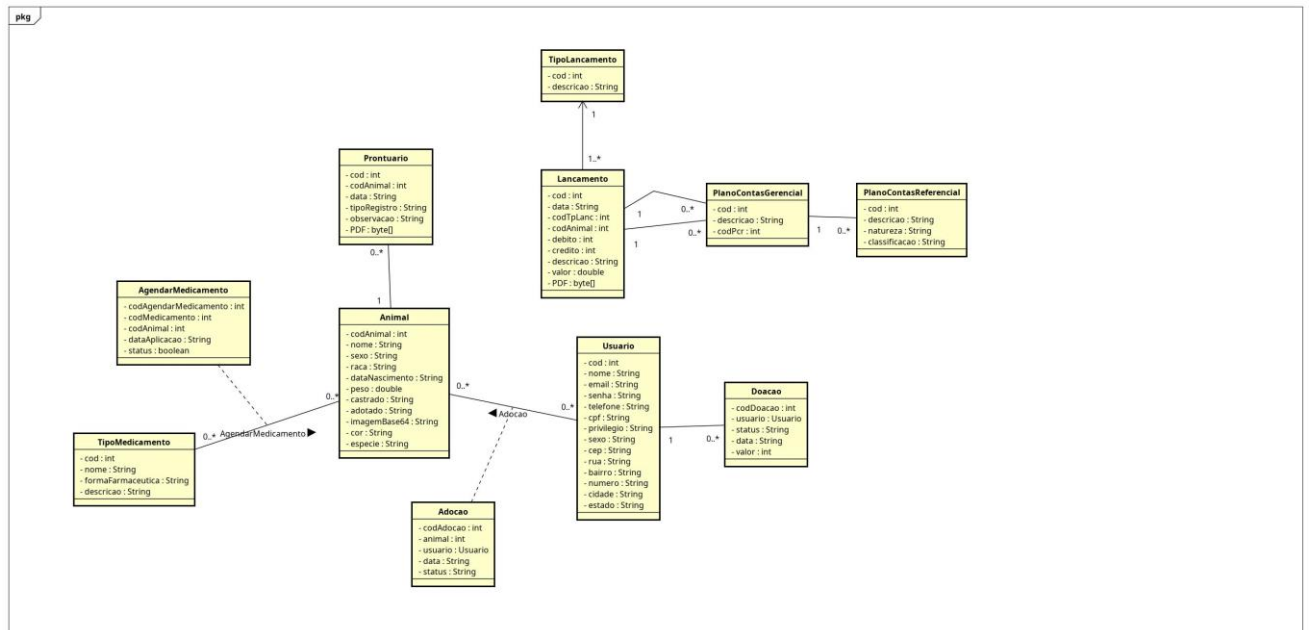 pkg
TipoLancamento
- cod : int
- descricao : String
1
1..*
Prontuario
- cod : int
- codAnimal : int
- data : String
- tipoRegistro : String
- observacao : String
- PDF : byte[]
0..*
1
Lancamento
- cod : int
- data : String
- codTpLanc : int
- codAnimal : int
- debito : int
- credito : int
- descricao : String
- valor : double
- PDF : byte[]
1
0..*
1
0..*
PlanoContasGerencial
- cod : int
- descricao : String
- codPcr : int
1
0..*
PlanoContasReferencial
- cod : int
- descricao : String
- natureza : String
- classificacao : String
AgendarMedicamento
- codAgendarMedicamento : int
- codMedicamento : int
- codAnimal : int
- dataAplicacao : String
- status : boolean
Animal
- codAnimal : int
- nome : String
- sexo : String
- raca : String
- dataNascimento : String
- peso : double
- castrado : String
- adotado : String
- imagemBase64 : String
- cor : String
- especie : String
0..*
0..* AgendarMedicamento ►
TipoMedicamento
- cod : int
- nome : String
- formaFarmaceutica : String
- descricao : String
0..*
◄ Adocao
0..*
Usuario
- cod : int
- nome : String
- email : String
- senha : String
- telefone : String
- cpf : String
- privilegio : String
- sexo : String
- cep : String
- rua : String
- bairro : String
- numero : String
- cidade : String
- estado : String
1
0..*
Doacao
- codDoacao : int
- usuario : Usuario
- status : String
- data : String
- valor : int
Adocao
- codAdocao : int
- animal : int
- usuario : Usuario
- data : String
- status : String